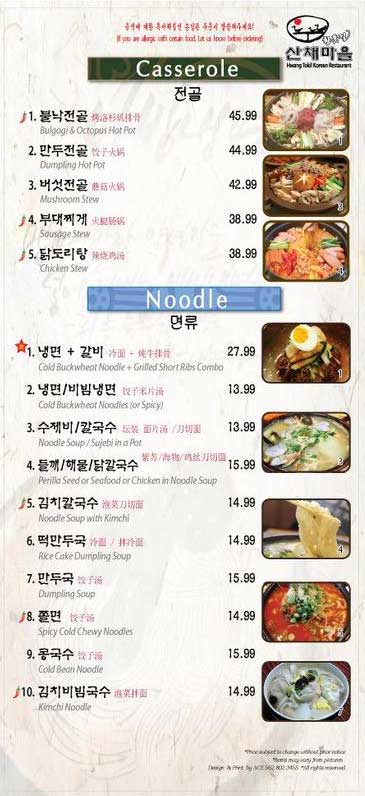 음식에 대한 특이체질인 손님은 주문시 말씀해주세요!
If you are allergic with certain food, Let us know before ordering!
황토길
산채마을
Hwang Tokil Korean Restaurant
Casserole
전골
1. 불낙전골 烤洛杉矶排骨 45.99
Bulgogi & Octopus Hot Pot
1
2. 만두전골 饺子火锅 44.99
Dumpling Hot Pot
3. 버섯전골 蘑菇火锅 42.99
Mushroom Stew
3
4. 부대찌게 火腿肠锅 38.99
Sausage Stew
5. 닭도리탕 辣烧鸡汤 38.99
Chicken Stew
4
Noodle
면류
1. 냉면 + 갈비 冷面 + 炖牛排骨 27.99
Cold Buckwheat Noodle + Grilled Short Ribs Combo
1
2. 냉면/비빔냉면 饺子米片汤 13.99
Cold Buckwheat Noodles (or Spicy)
3. 수제비/칼국수 坛装 面片汤 /刀切面 13.99
Noodle Soup / Sujebi in a Pot
3
4. 들깨/해물/닭칼국수 紫苏/海物/鸡丝刀切面 15.99
Perilla Seed or Seafood or Chicken in Noodle Soup
5. 김치칼국수 泡菜刀切面 14.99
Noodle Soup with Kimchi
6. 떡만두국 冷面 / 拌冷面 14.99
Rice Cake Dumpling Soup
4
7. 만두국 饺子汤 15.99
Dumpling Soup
8. 쫄면 饺子汤 14.99
Spicy Cold Chewy Noodles
5
9. 콩국수 饺子汤 15.99
Cold Bean Noodle
10. 김치비빔국수 泡菜拌面 14.99
Kimchi Noodle
7
*Price subject to change without prior notice
*Items may vary from pictures
Design & Print by ACE 562.802.3455 *All rights reserved.